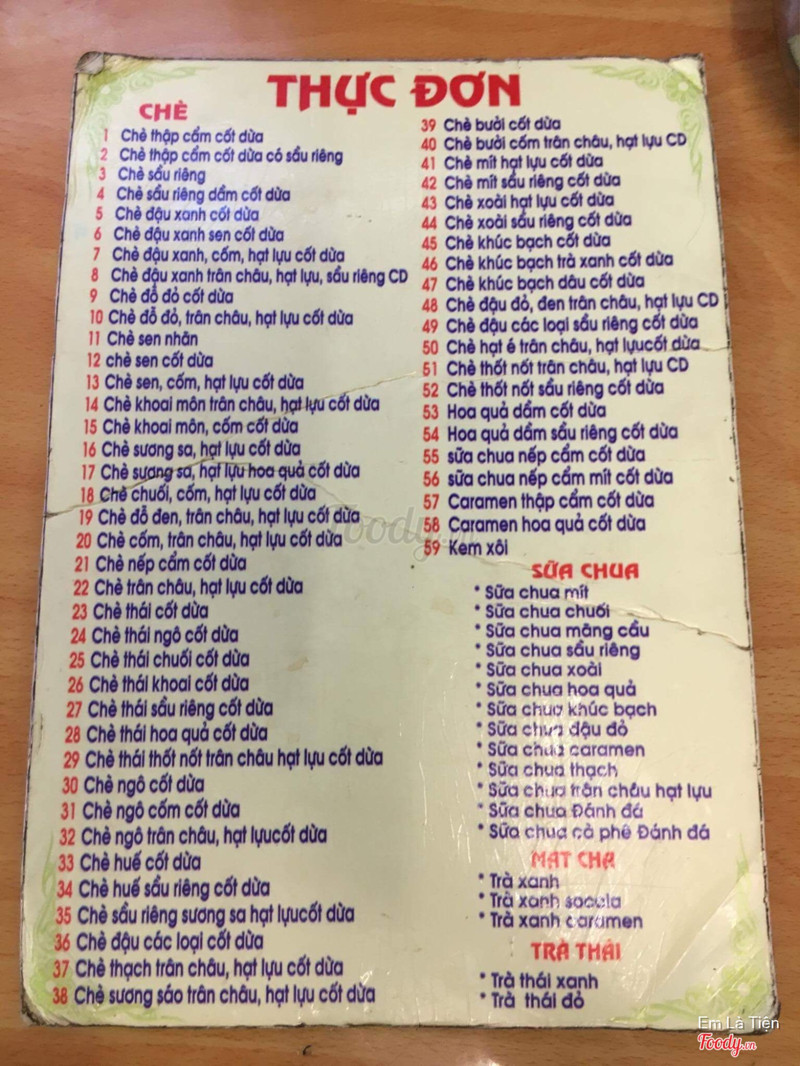 THỰC ĐƠN
CHÈ
1 Chè thập cẩm cốt dừa
2 Chè thập cẩm cốt dừa có sầu riêng
3 Chè sầu riêng
4 Chè sầu riêng dầm cốt dừa
5 Chè đậu xanh cốt dừa
6 Chè đậu xanh sen cốt dừa
7 Chè đậu xanh, cốm, hạt lựu cốt dừa
8 Chè đậu xanh trân châu, hạt lựu, sầu riêng CD
9 Chè đỗ đỏ cốt dừa
10 Chè đỗ đỏ, trân châu, hạt lựu cốt dừa
11 Chè sen nhãn
12 chè sen cốt dừa
13 Chè sen, cốm, hạt lựu cốt dừa
14 Chè khoai môn trân châu, hạt lựu cốt dừa
15 Chè khoai môn, cốm cốt dừa
16 Chè sương sa, hạt lựu cốt dừa
17 Chè sương sa, hạt lựu hoa quả cốt dừa
18 Chè chuối, cốm, hạt lựu cốt dừa
19 Chè đỗ đen, trân châu, hạt lựu cốt dừa
20 Chè cốm, trân châu, hạt lựu cốt dừa
21 Chè nếp cẩm cốt dừa
22 Chè trân châu, hạt lựu cốt dừa
23 Chè thái cốt dừa
24 Chè thái ngô cốt dừa
25 Chè thái chuối cốt dừa
26 Chè thái khoai cốt dừa
27 Chè thái sầu riêng cốt dừa
28 Chè thái hoa quả cốt dừa
29 Chè thái thốt nốt trân châu hạt lựu cốt dừa
30 Chè ngô cốt dừa
31 Chè ngô cốm cốt dừa
32 Chè ngô trân châu, hạt lựucốt dừa
33 Chè huế cốt dừa
34 Chè huế sầu riêng cốt dừa
35 Chè sầu riêng sương sa hạt lựucốt dừa
36 Chè đậu các loại cốt dừa
37 Chè thạch trân châu, hạt lựu cốt dừa
38 Chè sương sáo trân châu, hạt lựu cốt dừa
39 Chè bưởi cốt dừa
40 Chè bưởi cốm trân châu, hạt lựu CD
41 Chè mít hạt lựu cốt dừa
42 Chè mít sầu riêng cốt dừa
43 Chè xoài hạt lựu cốt dừa
44 Chè xoài sầu riêng cốt dừa
45 Chè khúc bạch cốt dừa
46 Chè khúc bạch trà xanh cốt dừa
47 Chè khúc bạch dâu cốt dừa
48 Chè đậu đỏ, đen trân châu, hạt lựu CD
49 Chè đậu các loại sầu riêng cốt dừa
50 Chè hạt é trân châu, hạt lựucốt dừa
51 Chè thốt nốt trân châu, hạt lựu CD
52 Chè thốt nốt sầu riêng cốt dừa
53 Hoa quả dầm cốt dừa
54 Hoa quả dầm sầu riêng cốt dừa
55 sữa chua nếp cẩm cốt dừa
56 sữa chua nếp cẩm mít cốt dừa
57 Caramen thập cẩm cốt dừa
58 Caramen hoa quả cốt dừa
59 Kem xôi
SỮA CHUA
* Sữa chua mít
* Sữa chua chuối
* Sữa chua mãng cầu
* Sữa chua sầu riêng
* Sữa chua xoài
* Sữa chua hoa quả
* Sữa chua khúc bạch
* Sữa chua đậu đỏ
* Sữa chua caramen
* Sữa chua thạch
* Sữa chua trân châu hạt lựu
* Sữa chua Đánh đá
* Sữa chua cà phê Đánh đá
MAT CHA
* Trà xanh
* Trà xanh socula
* Trà xanh caramen
TRÀ THÁI
* Trà thái xanh
* Trà thái đỏ
Foody.vn
Em Là Tiện
Foody.vn